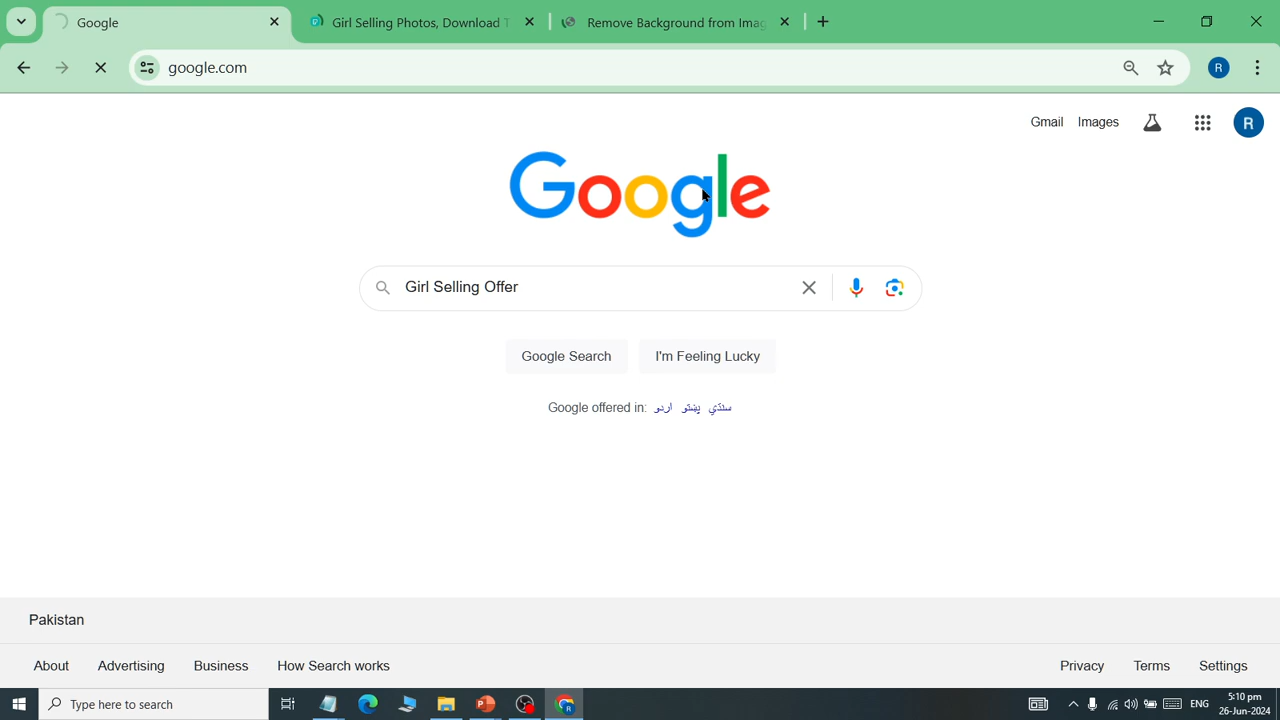 Google
Girl Selling Photos, Download T
Remove Background from Imag
google.com
R
Gmail
Images
R
Google
Girl Selling Offer
Google Search
I'm Feeling Lucky
Google offered in: اردو پښتو سنڌي
Pakistan
About
Advertising
Business
How Search works
Privacy
Terms
Settings
Type here to search
ENG
5:10 pm
26-Jun-2024